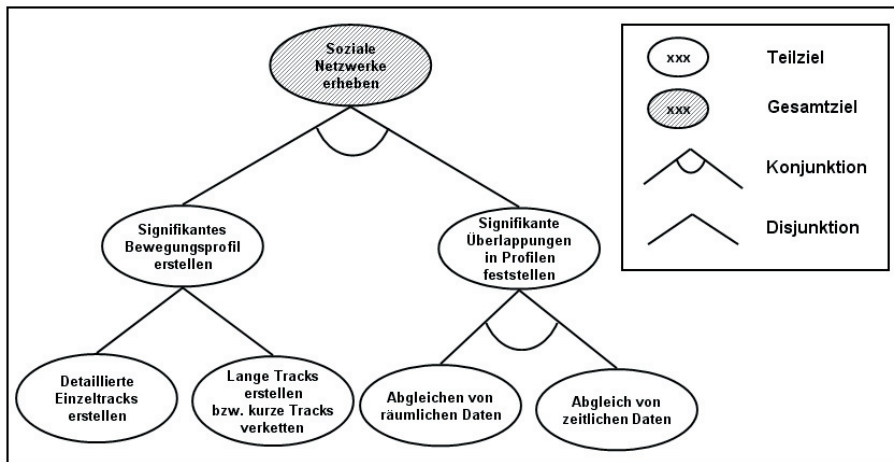 Soziale
Netzwerke
erheben
Signifikantes
Bewegungsprofil
erstellen
Signifikante
Überlappungen
in Profilen
feststellen
Detaillierte
Einzeltracks
erstellen
Lange Tracks
erstellen
bzw. kurze Tracks
verketten
Abgleichen von
räumlichen Daten
Abgleich von
zeitlichen Daten
xxx Teilziel
xxx Gesamtziel
Konjunktion
Disjunktion